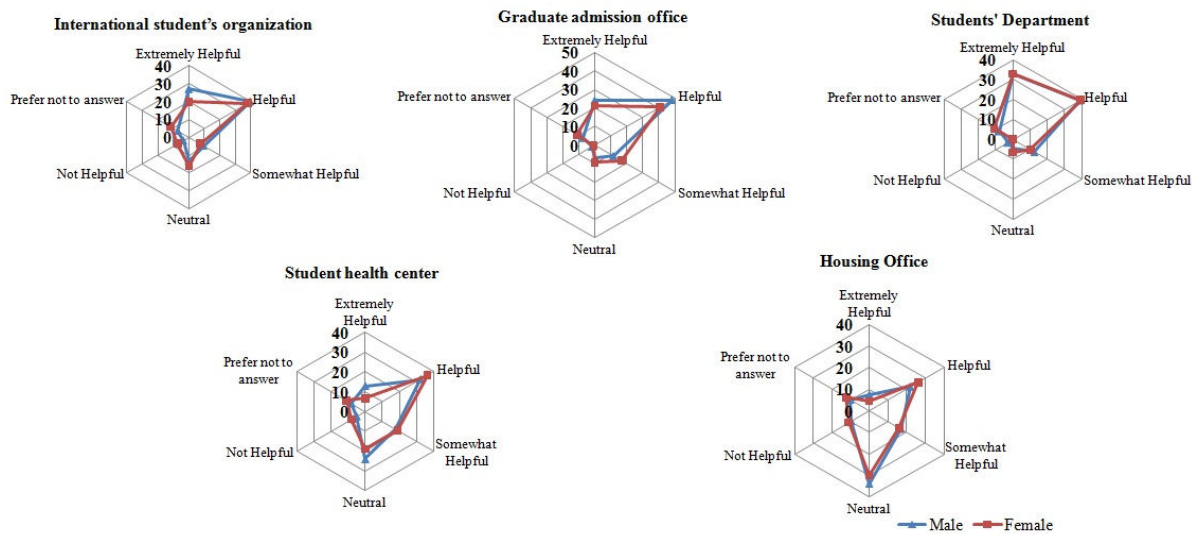 International student’s organization
Extremely Helpful
40
30
20
10
0
Helpful
Somewhat Helpful
Neutral
Not Helpful
Prefer not to answer
Graduate admission office
Extremely Helpful
50
40
30
20
10
0
Helpful
Somewhat Helpful
Neutral
Not Helpful
Prefer not to answer
Students' Department
Extremely Helpful
40
30
20
10
0
Helpful
Somewhat Helpful
Neutral
Not Helpful
Prefer not to answer
Student health center
Extremely
Helpful
40
30
20
10
0
Helpful
Somewhat
Helpful
Neutral
Not Helpful
Prefer not to
answer
Housing Office
Extremely
Helpful
40
30
20
10
0
Helpful
Somewhat
Helpful
Neutral
Not Helpful
Prefer not to
answer
Male
Female